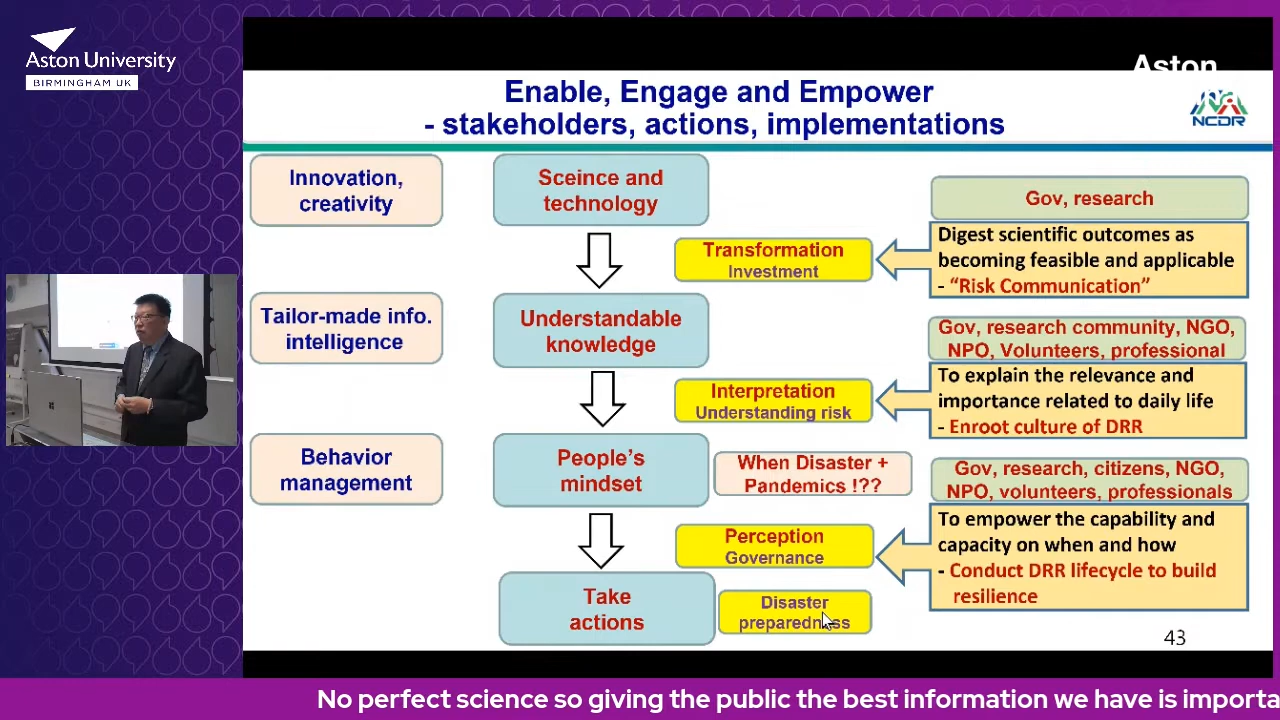 Aston University
BIRMINGHAM UK
Aston
Enable, Engage and Empower
- stakeholders, actions, implementations
NCDR
Innovation,
creativity
Sceince and
technology
Gov, research
Transformation
Investment
Digest scientific outcomes as
becoming feasible and applicable
- “Risk Communication”
Tailor-made info.
intelligence
Understandable
knowledge
Gov, research community, NGO,
NPO, Volunteers, professional
Interpretation
Understanding risk
To explain the relevance and
importance related to daily life
- Enroot culture of DRR
Behavior
management
People’s
mindset
When Disaster +
Pandemics !??
Gov, research, citizens, NGO,
NPO, volunteers, professionals
Perception
Governance
To empower the capability and
capacity on when and how
- Conduct DRR lifecycle to build
resilience
Take
actions
Disaster
preparedness
43
No perfect science so giving the public the best information we have is importa